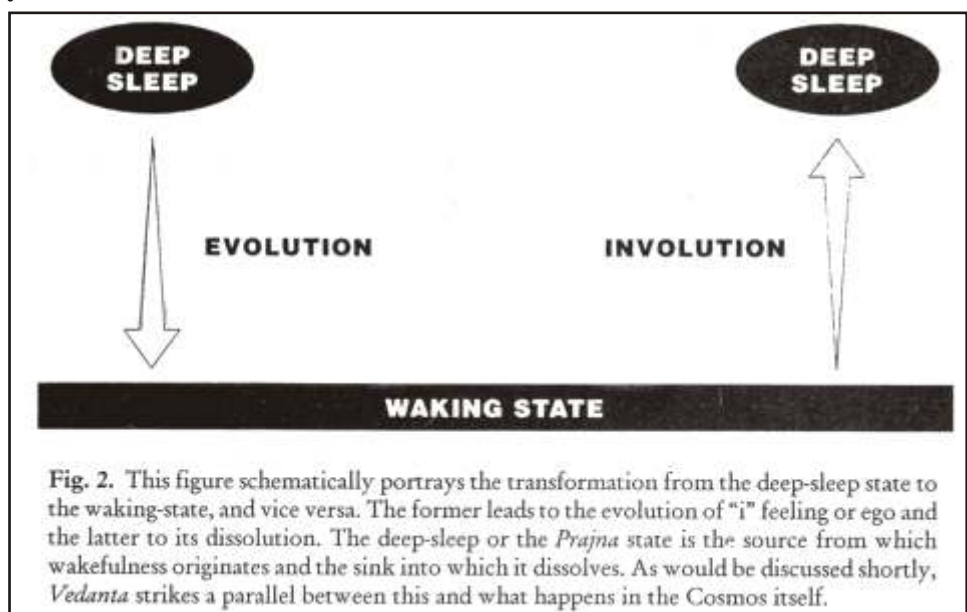 DEEP
SLEEP
DEEP
SLEEP
EVOLUTION
INVOLUTION
WAKING STATE
Fig. 2. This figure schematically portrays the transformation from the deep-sleep state to
the waking-state, and vice versa. The former leads to the evolution of "i" feeling or ego and
the latter to its dissolution. The deep-sleep or the Prajna state is the source from which
wakefulness originates and the sink into which it dissolves. As would be discussed shortly,
Vedanta strikes a parallel between this and what happens in the Cosmos itself.